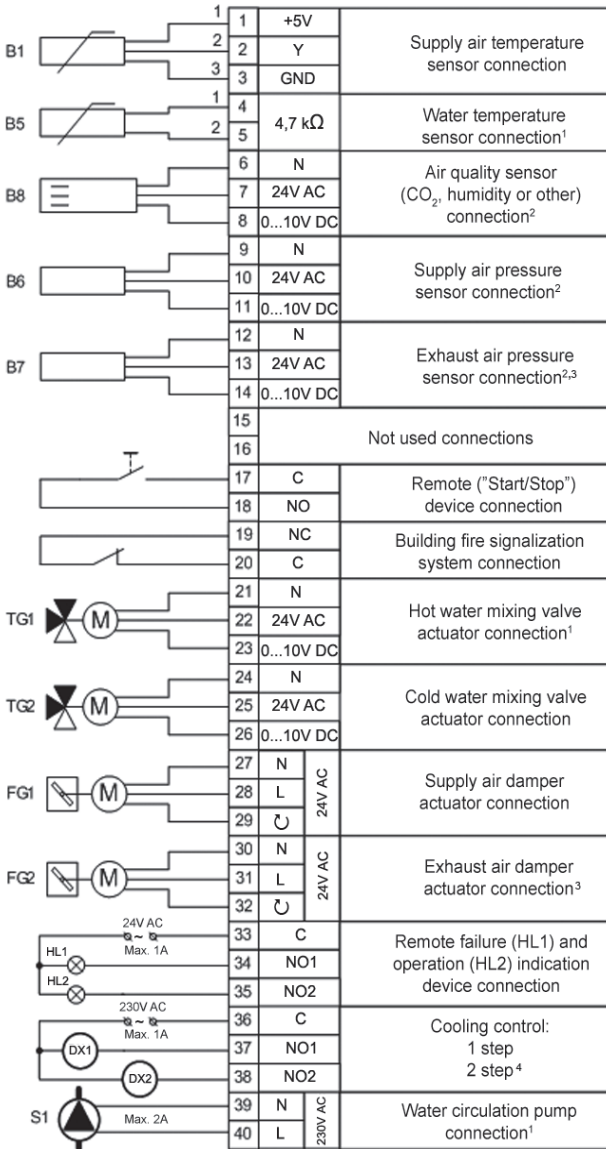 1 1 +5V
B1 2 2 Y Supply air temperature
3 3 GND sensor connection
1 4
B5 2 5 4,7 kΩ Water temperature
sensor connection¹
6 N
B8 7 24V AC Air quality sensor
(CO₂, humidity or other)
8 0...10V DC connection²
9 N
B6 10 24V AC Supply air pressure
11 0...10V DC sensor connection²
12 N
B7 13 24V AC Exhaust air pressure
14 0...10V DC sensor connection²,³
15
16 Not used connections
17 C Remote ("Start/Stop")
18 NO device connection
19 NC Building fire signalization
20 C system connection
21 N
TG1 M 22 24V AC Hot water mixing valve
23 0...10V DC actuator connection¹
24 N
TG2 M 25 24V AC Cold water mixing valve
26 0...10V DC actuator connection
27 N
FG1 M 28 L 24V AC Supply air damper
29 ↻ actuator connection
30 N
FG2 M 31 L 24V AC Exhaust air damper
32 ↻ actuator connection³
24V AC 33 C
~ Max. 1A
HL1 34 NO1 Remote failure (HL1) and
operation (HL2) indication
HL2 35 NO2 device connection
230V AC 36 C
~ Max. 1A Cooling control:
DX1 37 NO1 1 step
DX2 38 NO2 2 step⁴
39 N
S1 Max. 2A 230V AC Water circulation pump
40 L connection¹